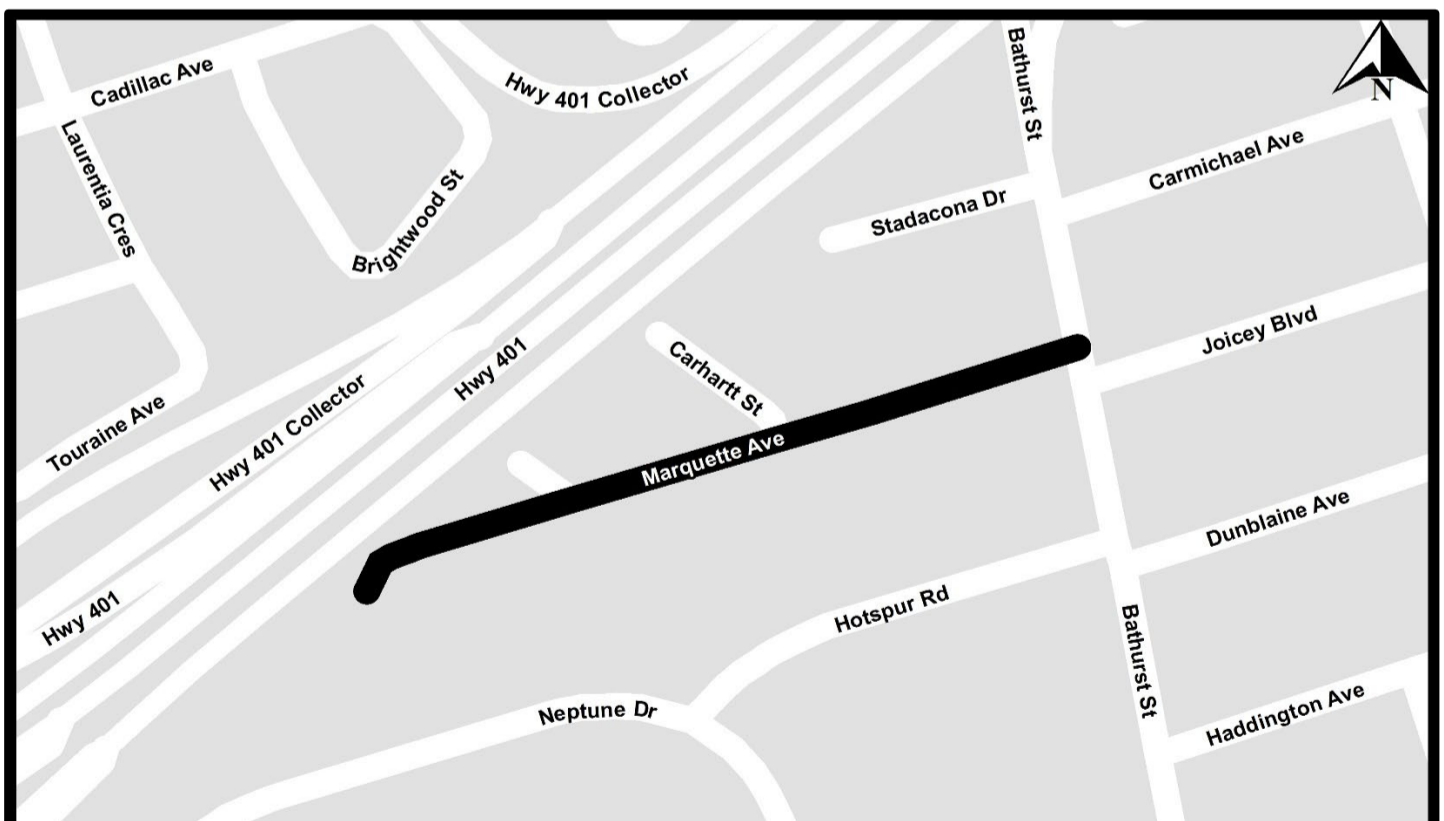 Cadillac Ave
Hwy 401 Collector
Bathurst St
N
Laurentia Cres
Carmichael Ave
Brightwood St
Stadacona Dr
Joicey Blvd
Hwy 401
Carhartt St
Touraine Ave
Hwy 401 Collector
Marquette Ave
Dunblaine Ave
Hwy 401
Hotspur Rd
Bathurst St
Neptune Dr
Haddington Ave